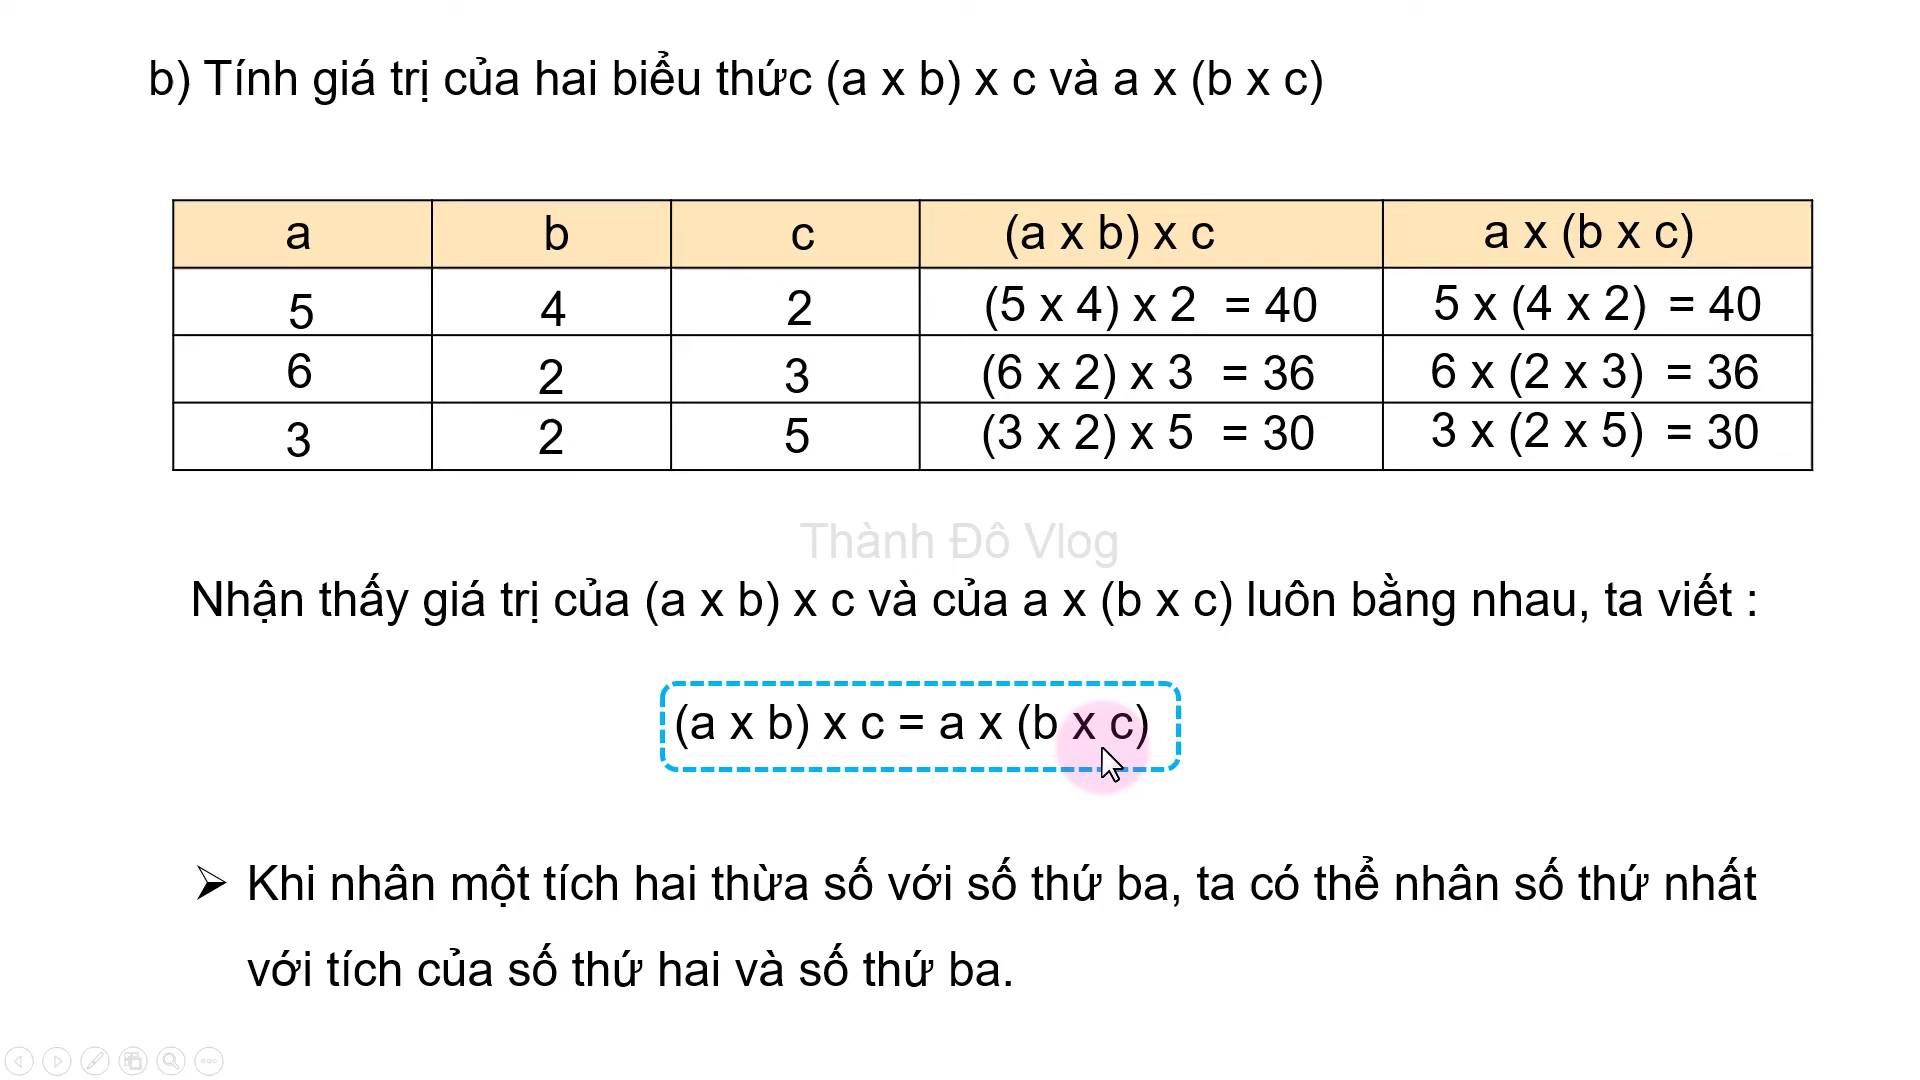 b) Tính giá trị của hai biểu thức (a x b) x c và a x (b x c)
a b c (a x b) x c a x (b x c)
5 4 2 (5 x 4) x 2 = 40 5 x (4 x 2) = 40
6 2 3 (6 x 2) x 3 = 36 6 x (2 x 3) = 36
3 2 5 (3 x 2) x 5 = 30 3 x (2 x 5) = 30
Thành Đô Vlog
Nhận thấy giá trị của (a x b) x c và của a x (b x c) luôn bằng nhau, ta viết :
(a x b) x c = a x (b x c)
➢ Khi nhân một tích hai thừa số với số thứ ba, ta có thể nhân số thứ nhất
với tích của số thứ hai và số thứ ba.